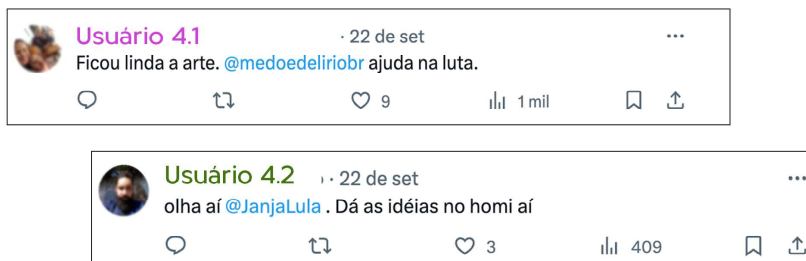 Usuário 4.1 · 22 de set
Ficou linda a arte. @medoedeliriobr ajuda na luta.
9 1 mil
Usuário 4.2 · 22 de set
olha aí @JanjaLula . Dá as idéias no homi aí
3 409